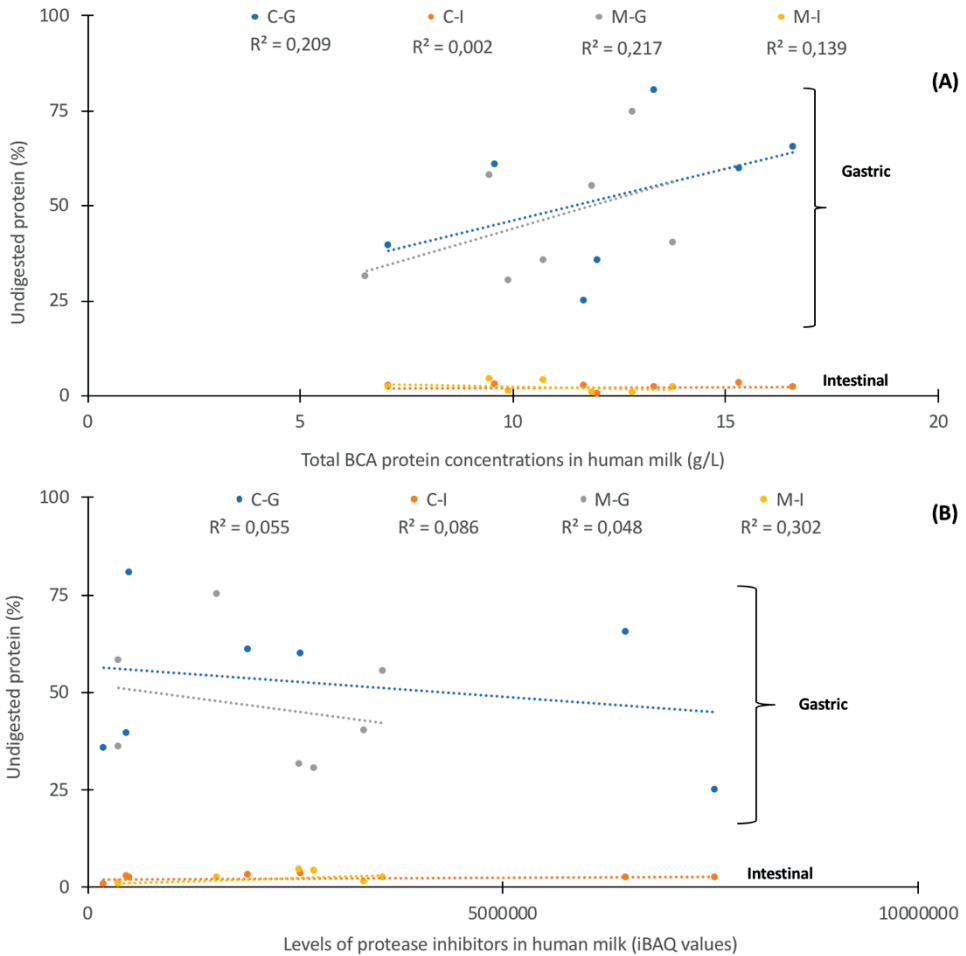 100
C-G C-I M-G M-I
R² = 0,209 R² = 0,002 R² = 0,217 R² = 0,139
(A)
75
Undigested protein (%)
Gastric
50
25
Intestinal
0
0 5 10 15 20
Total BCA protein concentrations in human milk (g/L)
100
C-G C-I M-G M-I
R² = 0,055 R² = 0,086 R² = 0,048 R² = 0,302
(B)
75
Undigested protein (%)
Gastric
50
25
Intestinal
0
0 5000000 10000000
Levels of protease inhibitors in human milk (iBAQ values)